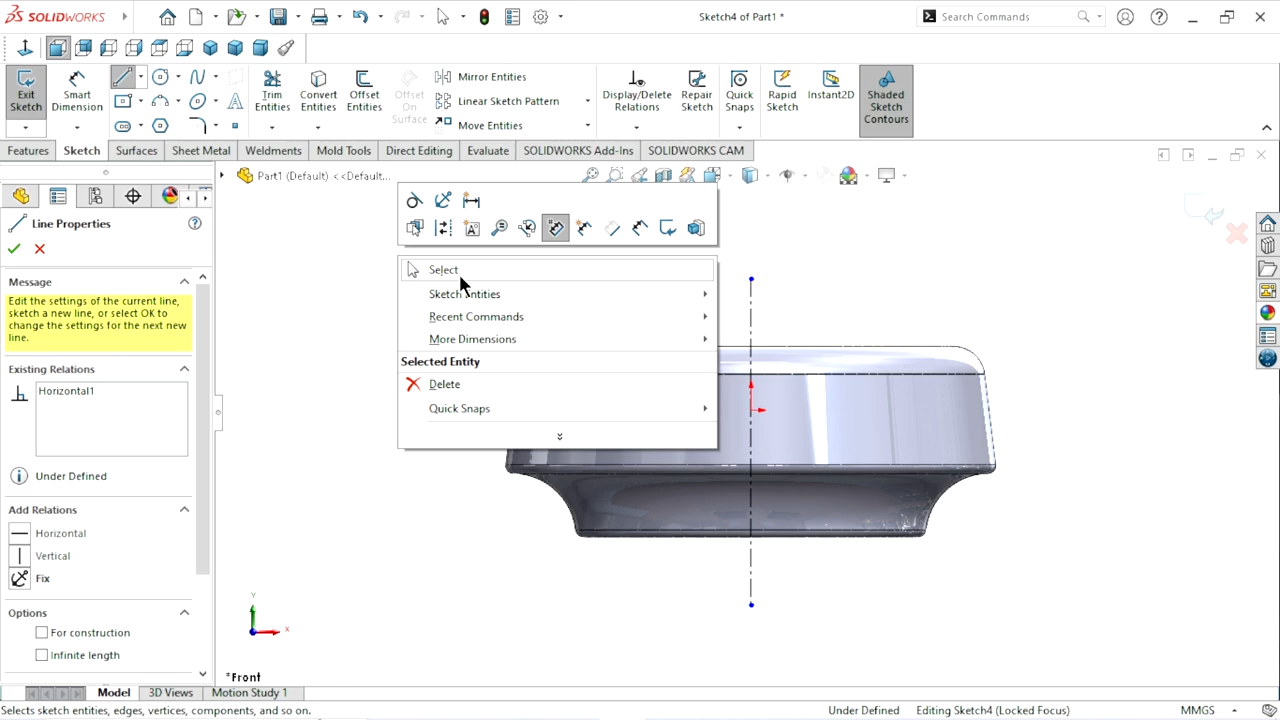 SOLIDWORKS
Sketch4 of Part1 *
Search Commands
Exit Sketch
Smart Dimension
Trim Entities
Convert Entities
Offset Entities
Offset On Surface
Mirror Entities
Linear Sketch Pattern
Move Entities
Display/Delete Relations
Repair Sketch
Quick Snaps
Rapid Sketch
Instant2D
Shaded Sketch Contours
Features
Sketch
Surfaces
Sheet Metal
Weldments
Mold Tools
Direct Editing
Evaluate
SOLIDWORKS Add-Ins
SOLIDWORKS CAM
Part1 (Default) <<Default...
Line Properties
Message
Edit the settings of the current line,
sketch a new line, or select OK to
change the settings for the next new
line.
Existing Relations
Horizontal1
Under Defined
Add Relations
Horizontal
Vertical
Fix
Options
For construction
Infinite length
Select
Sketch Entities
Recent Commands
More Dimensions
Selected Entity
Delete
Quick Snaps
Y
X
*Front
Model
3D Views
Motion Study 1
Selects sketch entities, edges, vertices, components, and so on.
Under Defined
Editing Sketch4 (Locked Focus)
MMGS